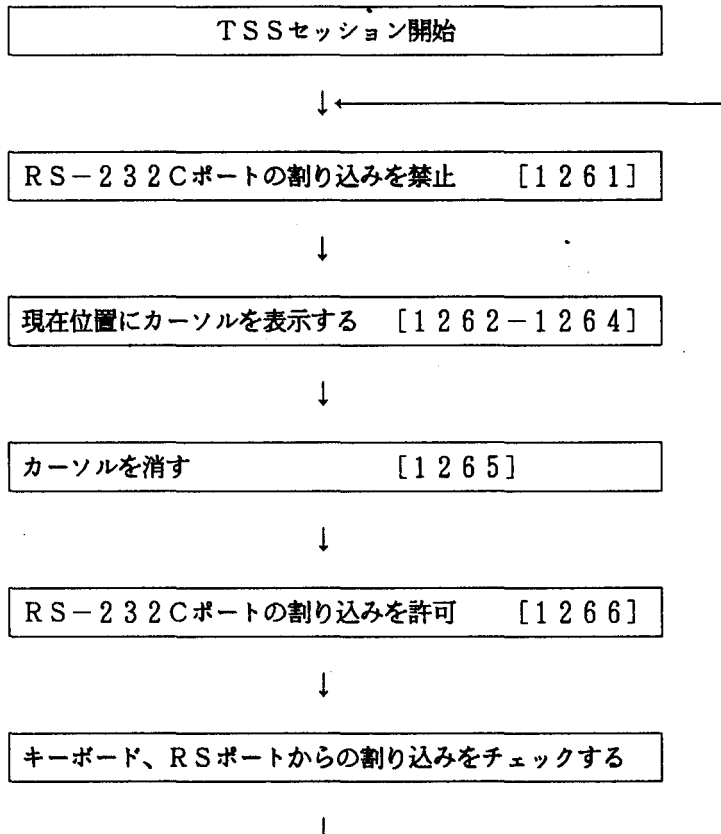 TSSセッション開始
↓←
RS-232Cポートの割り込みを禁止 [1261]
↓
現在位置にカーソルを表示する [1262-1264]
↓
カーソルを消す [1265]
↓
RS-232Cポートの割り込みを許可 [1266]
↓
キーボード、RSポートからの割り込みをチェックする